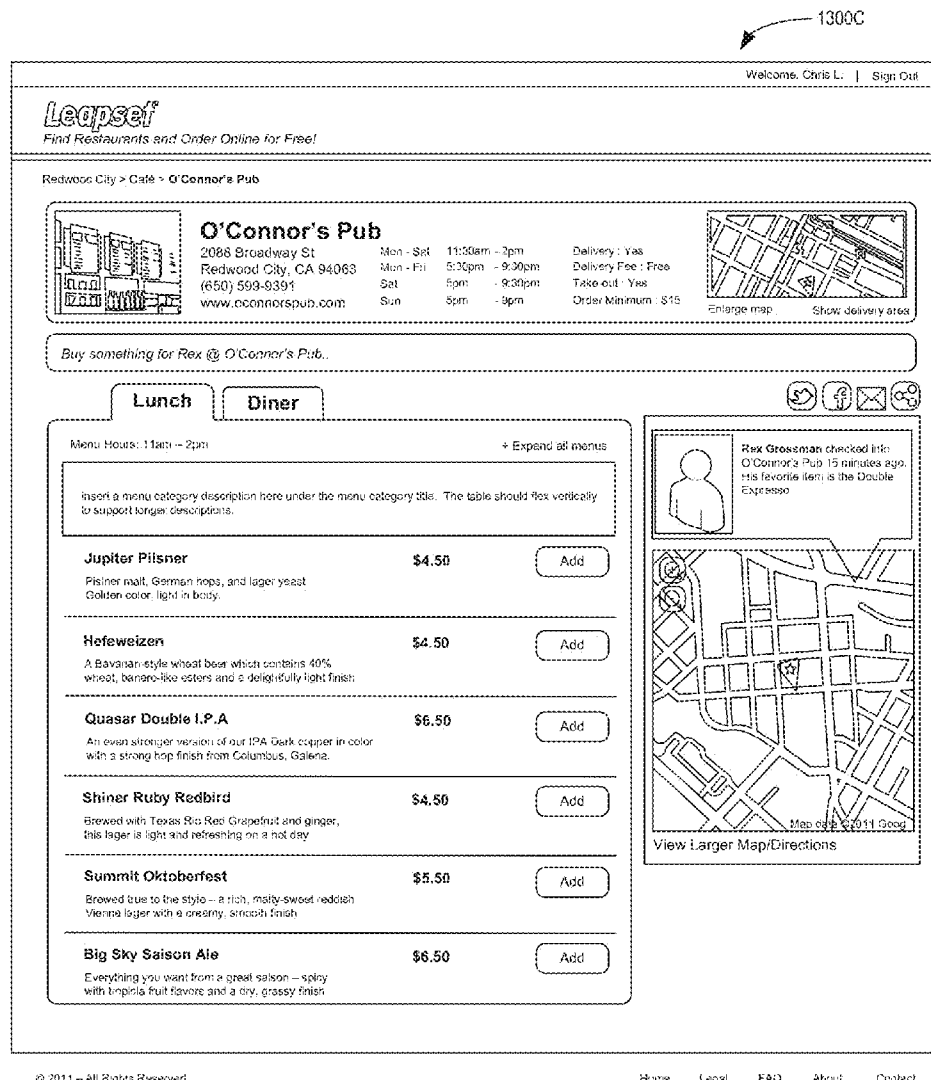 1300C
Welcome, Chris L. | Sign Out
Leapset
Find Restaurants and Order Online for Free!
Redwood City > Café > O'Connor's Pub
O'Connor's Pub
2086 Broadway St
Redwood City, CA 94063
(650) 599-9391
www.oconnorspub.com
Mon - Sat 11:30am - 2pm
Mon - Fri 5:30pm - 9:30pm
Sat 5pm - 9:30pm
Sun 5pm - 9pm
Delivery : Yes
Delivery Fee : Free
Take out : Yes
Order Minimum : $15
Enlarge map
Show delivery area
Buy something for Rex @ O'Connor's Pub..
Lunch
Diner
Menu Hours: 11am – 2pm
+ Expand all menus
Insert a menu category description here under the menu category title. The table should flex vertically
to support longer descriptions.
Jupiter Pilsner $4.50 Add
Pislner malt, German hops, and lager yeast
Golden color, light in body.
Hefeweizen $4.50 Add
A Bavarian-style wheat beer which contains 40%
wheat, banana-like esters and a delightfully light finish
Quasar Double I.P.A $6.50 Add
An even stronger version of our IPA Dark copper in color
with a strong hop finish from Columbus, Galena.
Shiner Ruby Redbird $4.50 Add
Brewed with Texas Rio Red Grapefruit and ginger,
this lager is light and refreshing on a hot day
Summit Oktoberfest $5.50 Add
Brewed true to the style – a rich, malty-sweet reddish
Vienna lager with a creamy, smooth finish
Big Sky Saison Ale $6.50 Add
Everything you want from a great saison – spicy
with fruit flavors and a dry, grassy finish
Rex Grossman checked into
O'Connor's Pub 15 minutes ago.
His favorite item is the Double
Expresso
Map data ©2011 Goog
View Larger Map/Directions
© 2011 – All Rights Reserved
Home Legal FAQ About Contact